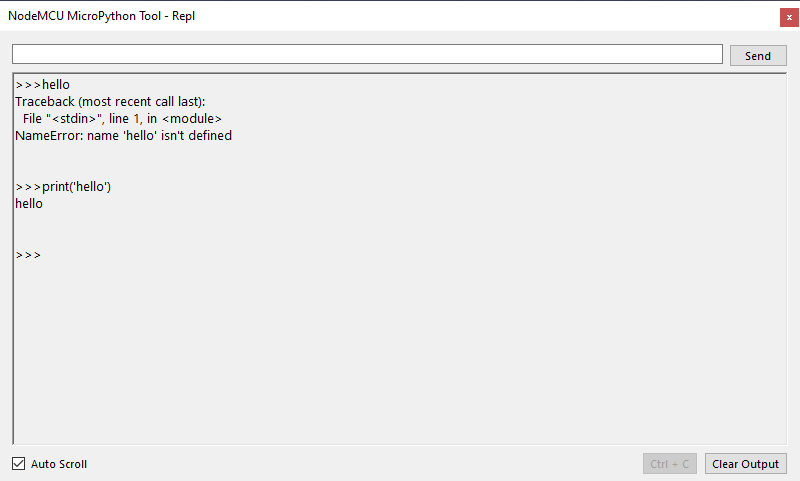 NodeMCU MicroPython Tool - Repl
x
Send
>>>hello
Traceback (most recent call last):
  File "<stdin>", line 1, in <module>
NameError: name 'hello' isn't defined
>>>print('hello')
hello
>>>
Auto Scroll
Ctrl + C
Clear Output